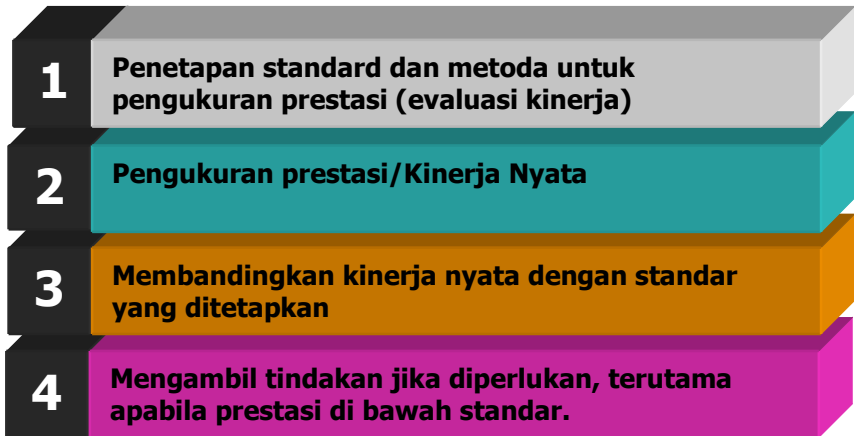 1
Penetapan standard dan metoda untuk
pengukuran prestasi (evaluasi kinerja)
2
Pengukuran prestasi/Kinerja Nyata
3
Membandingkan kinerja nyata dengan standar
yang ditetapkan
4
Mengambil tindakan jika diperlukan, terutama
apabila prestasi di bawah standar.